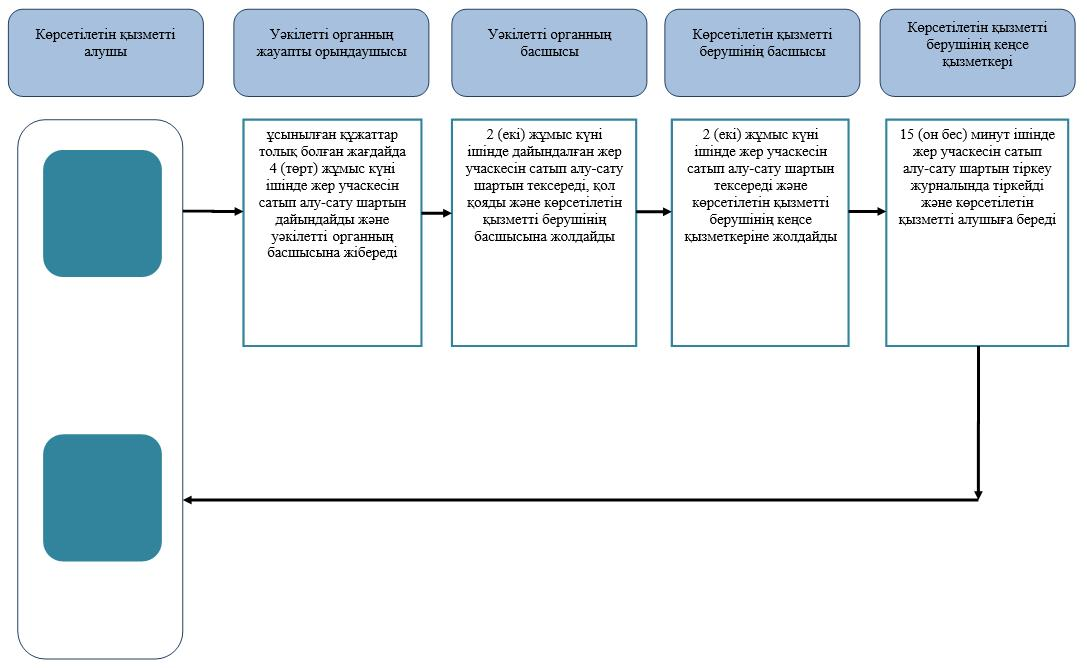 Көрсетілетін қызметті
алушы
Уәкілетті органның
жауапты орындаушысы
Уәкілетті органның
басшысы
Көрсетілетін қызметті
берушінің басшысы
Көрсетілетін қызметті
берушінің кеңсе
қызметкері
ұсынылған құжаттар
толық болған жағдайда
4 (төрт) жұмыс күні
ішінде жер учаскесін
сатып алу-сату шартын
дайындайды және
уәкілетті органның
басшысына жібереді
2 (екі) жұмыс күні
ішінде дайындалған жер
учаскесін сатып алу-сату
шартын тексереді, қол
қояды және көрсетілетін
қызметті берушінің
басшысына жолдайды
2 (екі) жұмыс күні
ішінде жер учаскесін
сатып алу-сату шартын
тексереді және
көрсетілетін қызметті
берушінің кеңсе
қызметкеріне жолдайды
15 (он бес) минут ішінде
жер учаскесін сатып
алу-сату шартын тіркеу
журналында тіркейді
және көрсетілетін
қызметті алушыға береді